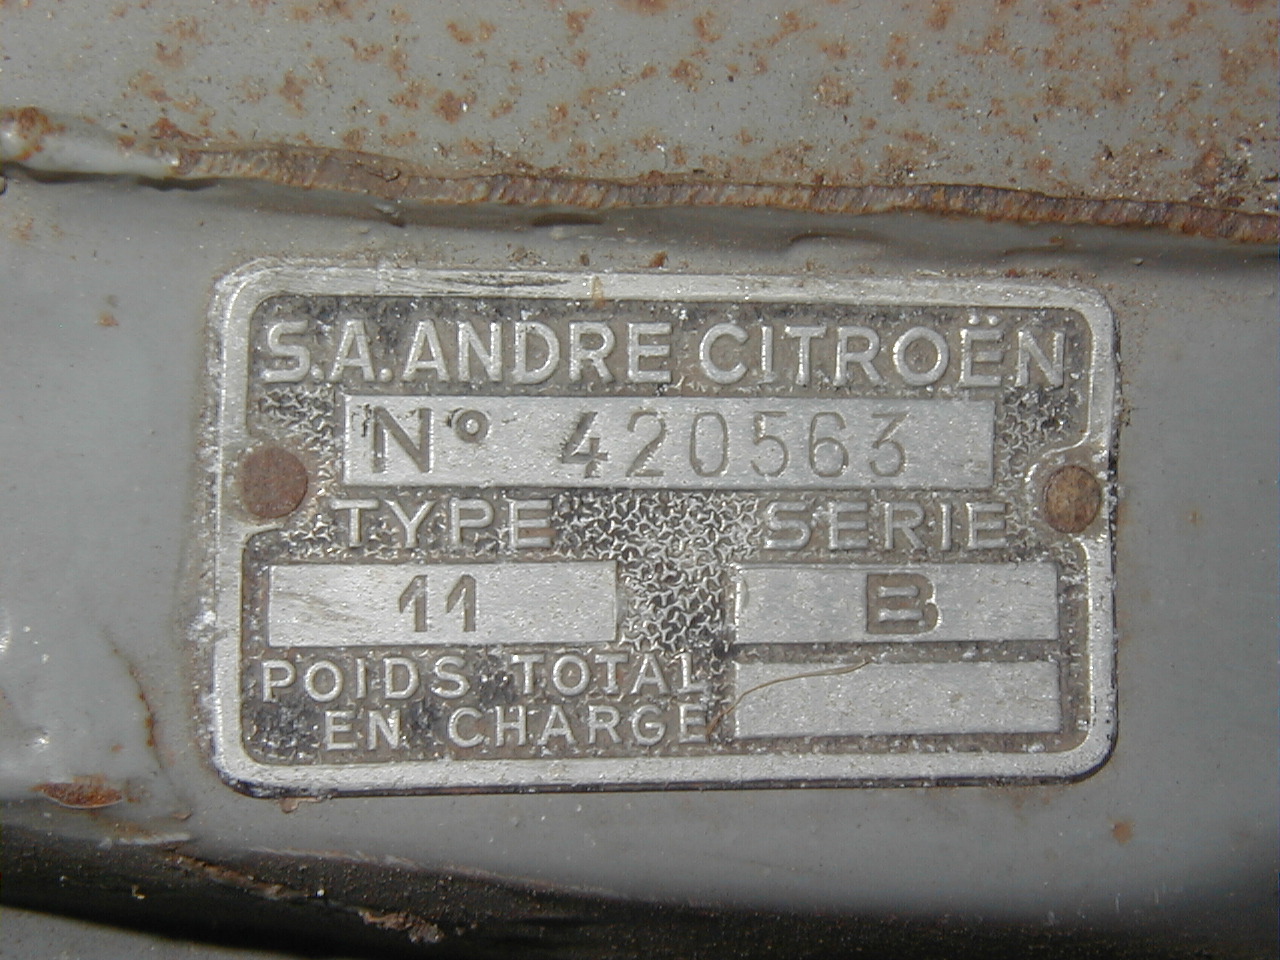 S.A. ANDRE CITROËN
N° 420563
TYPE SERIE
11 B
POIDS TOTAL
EN CHARGE